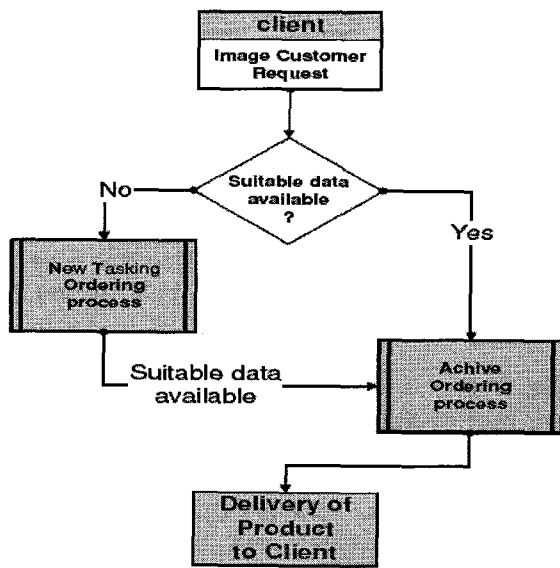 client
Image Customer
Request
Suitable data
available
?
No
Yes
New Tasking
Ordering
process
Suitable data
available
Achive
Ordering
process
Delivery of
Product
to Client